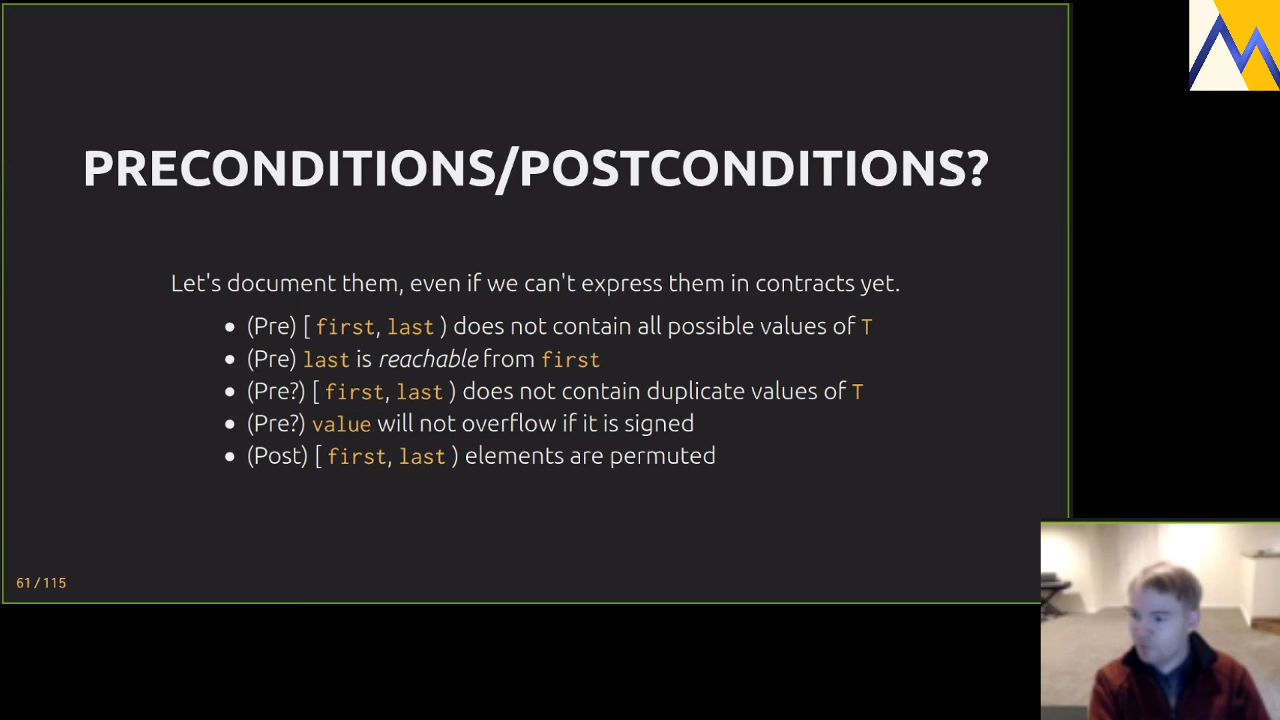 PRECONDITIONS/POSTCONDITIONS?
Let's document them, even if we can't express them in contracts yet.
• (Pre) [ first, last ) does not contain all possible values of T
• (Pre) last is reachable from first
• (Pre?) [ first, last ) does not contain duplicate values of T
• (Pre?) value will not overflow if it is signed
• (Post) [ first, last ) elements are permuted
61 / 115